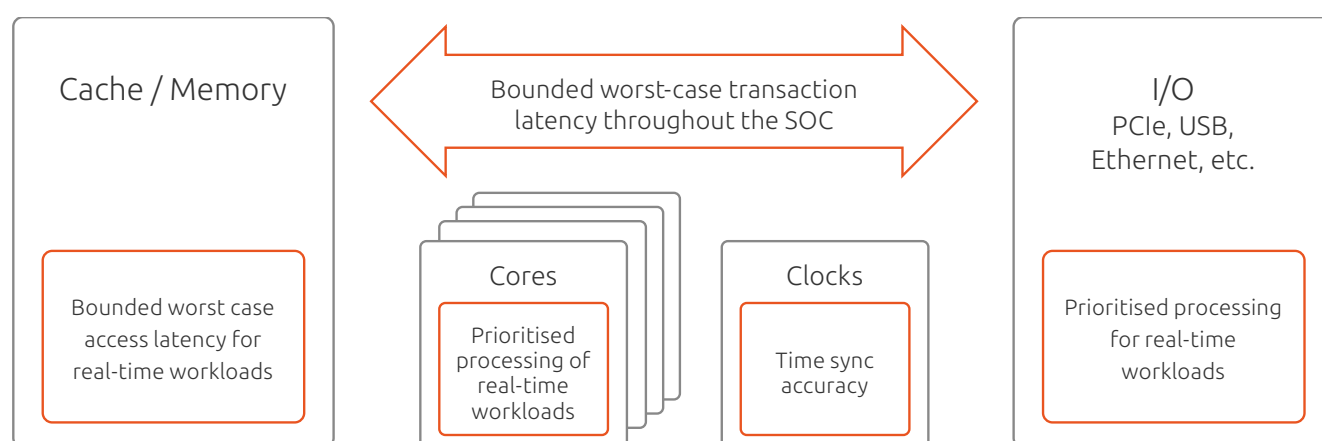 Cache / Memory
Bounded worst case
access latency for
real-time workloads
Bounded worst-case transaction
latency throughout the SOC
Cores
Prioritised
processing of
real-time
workloads
Clocks
Time sync
accuracy
I/O
PCIe, USB,
Ethernet, etc.
Prioritised processing
for real-time
workloads